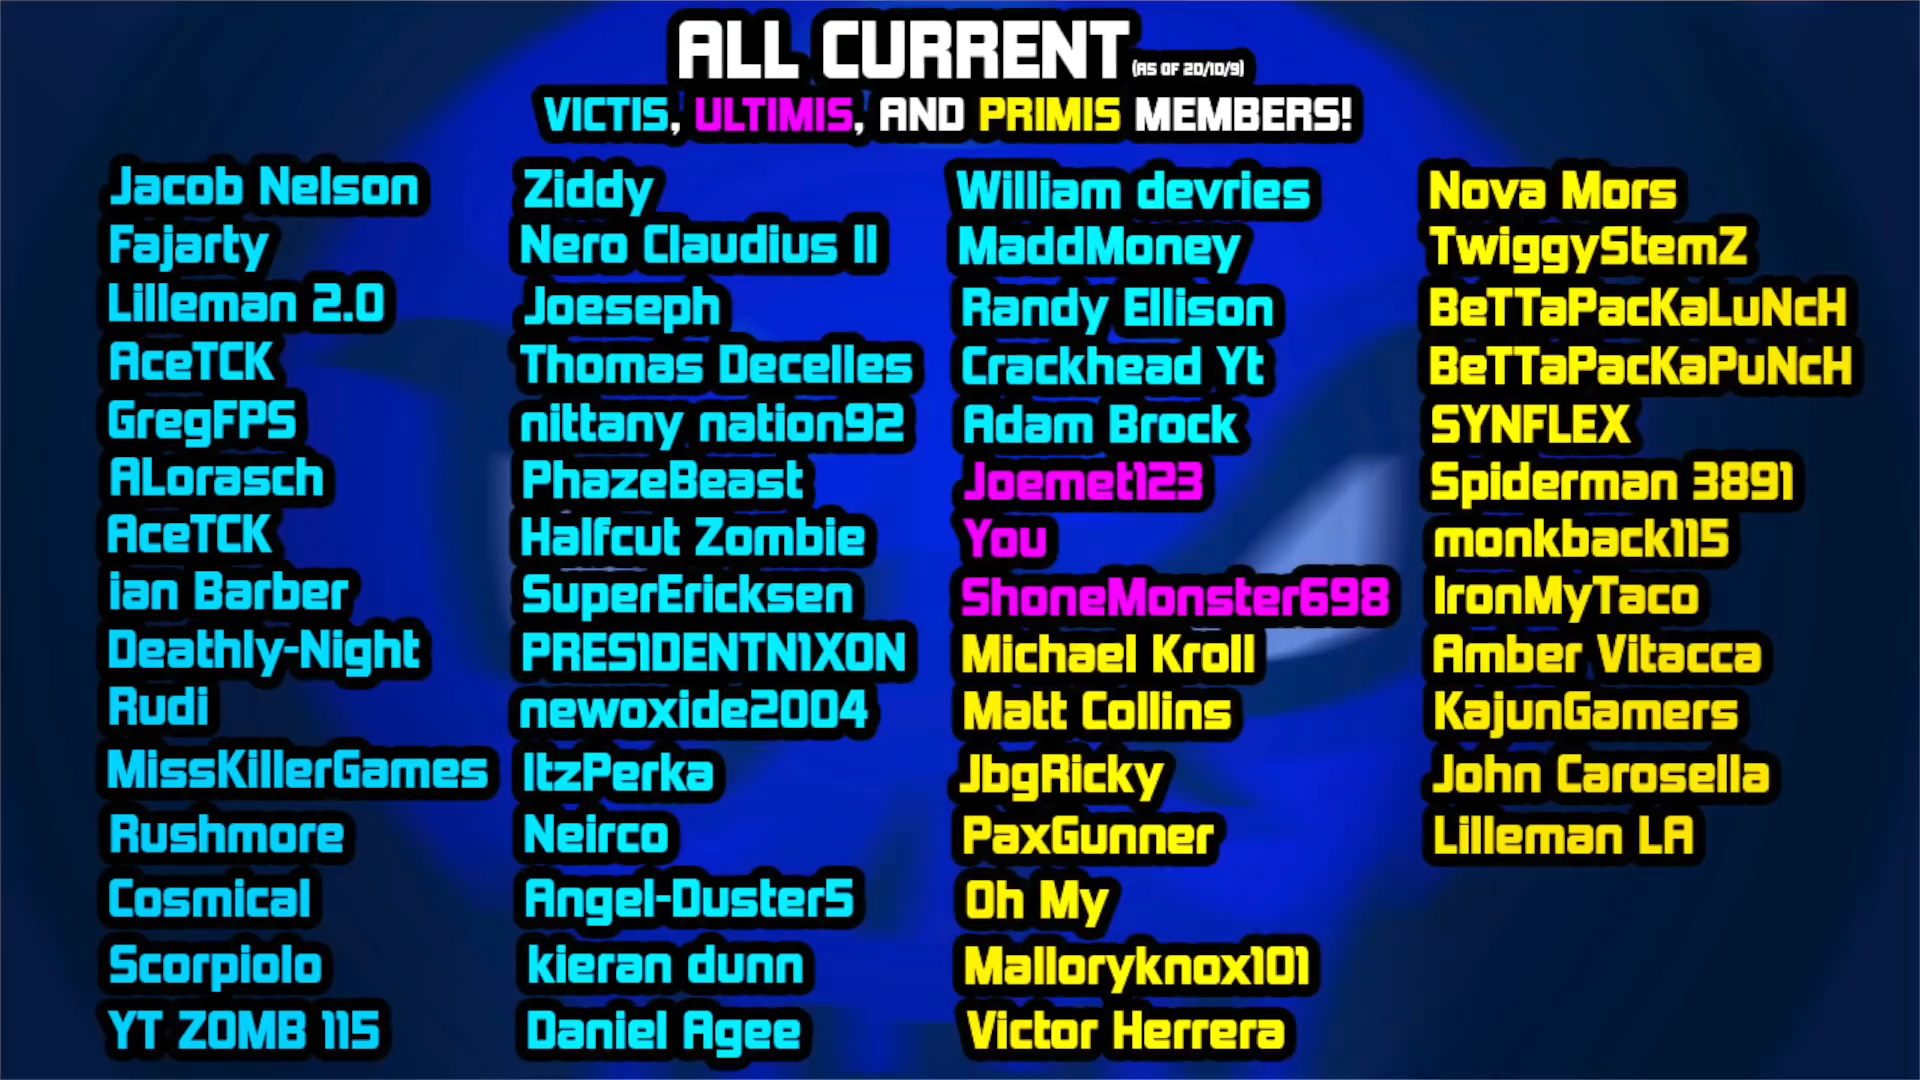 ALL CURRENT (AS OF 20/10/9)
VICTIS, ULTIMIS, AND PRIMIS MEMBERS!
Jacob Nelson
Fajarty
Lilleman 2.0
AceTCK
GregFPS
ALorasch
AceTCK
ian Barber
Deathly-Night
Rudi
MissKillerGames
Rushmore
Cosmical
Scorpiolo
YT ZOMB 115
Ziddy
Nero Claudius II
Joeseph
Thomas Decelles
nittany nation92
PhazeBeast
Halfcut Zombie
SuperEricksen
PRES1DENTN1XON
newoxide2004
ItzPerka
Neirco
Angel-Duster5
kieran dunn
Daniel Agee
William devries
MaddMoney
Randy Ellison
Crackhead Yt
Adam Brock
Joemet123
You
ShoneMonster698
Michael Kroll
Matt Collins
JbgRicky
PaxGunner
Oh My
Malloryknox101
Victor Herrera
Nova Mors
TwiggyStemZ
BeTTaPacKaLuNcH
BeTTaPacKaPuNcH
SYNFLEX
Spiderman 3891
monkback115
IronMyTaco
Amber Vitacca
KajunGamers
John Carosella
Lilleman LA